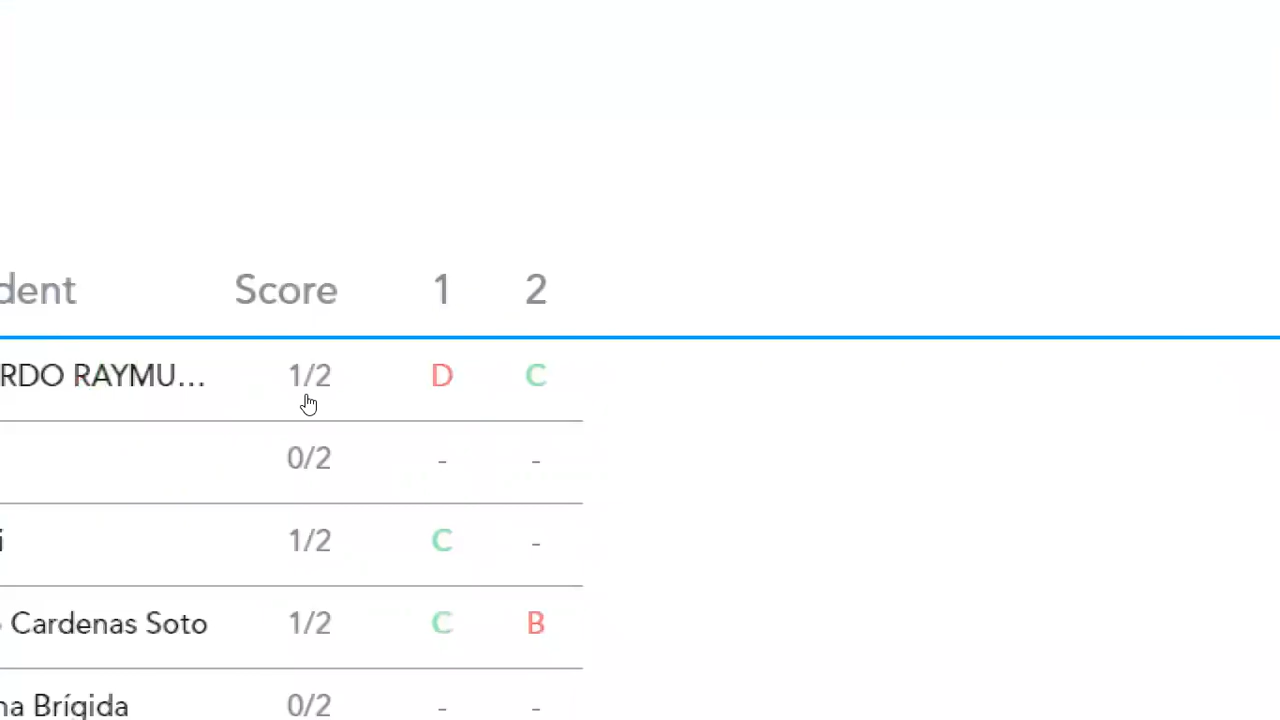 dent Score 1 2
RDO RAYMU... 1/2 D C
0/2 - -
i 1/2 C -
Cardenas Soto 1/2 C B
na Brígida 0/2 - -